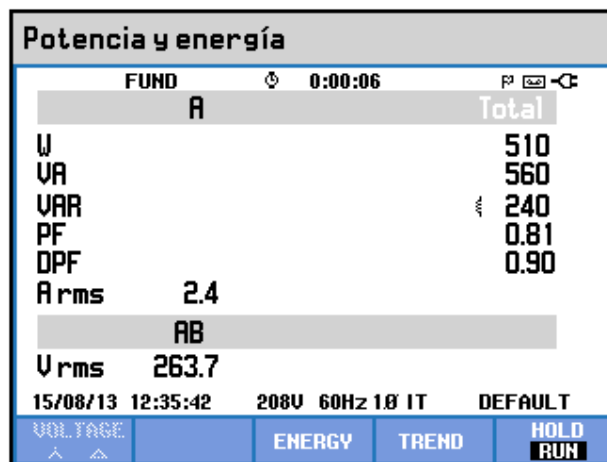 Potencia y energía
FUND 0:00:06
A Total
W 510
VA 560
VAR 240
PF 0.81
DPF 0.90
A rms 2.4
AB
V rms 263.7
15/08/13 12:35:42 208V 60Hz 1Ø IT DEFAULT
VOLTAGE ENERGY TREND HOLD
RUN